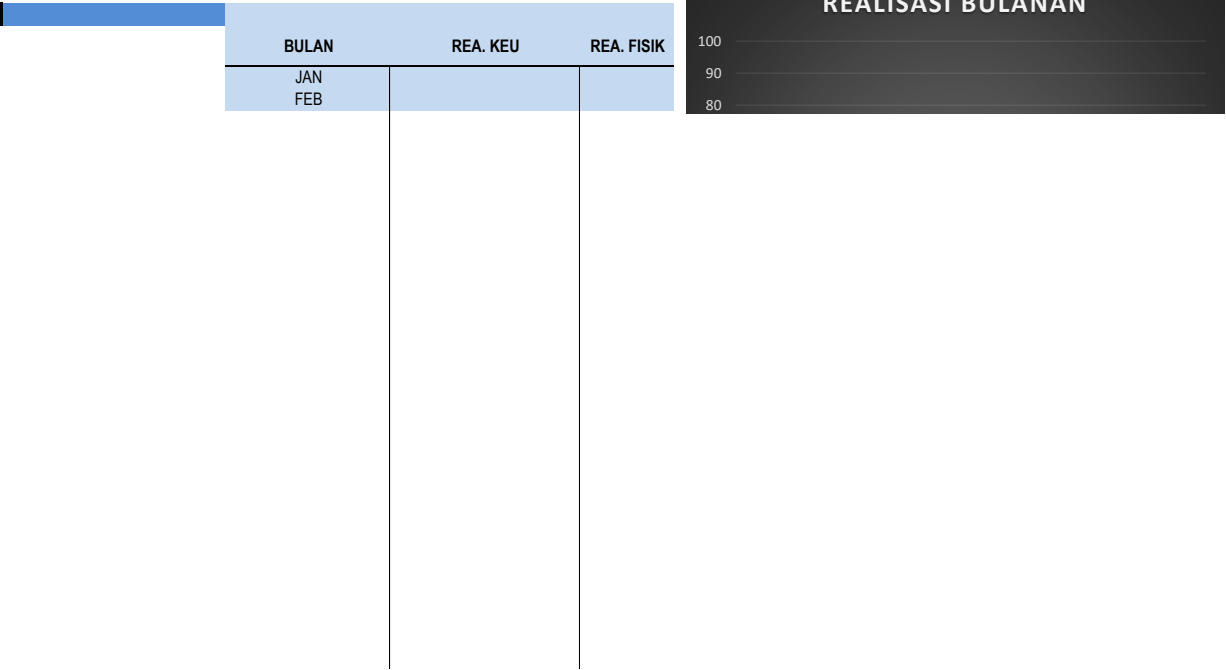 BULAN REA. KEU REA. FISIK
JAN
FEB
REALISASI BULANAN
100
90
80